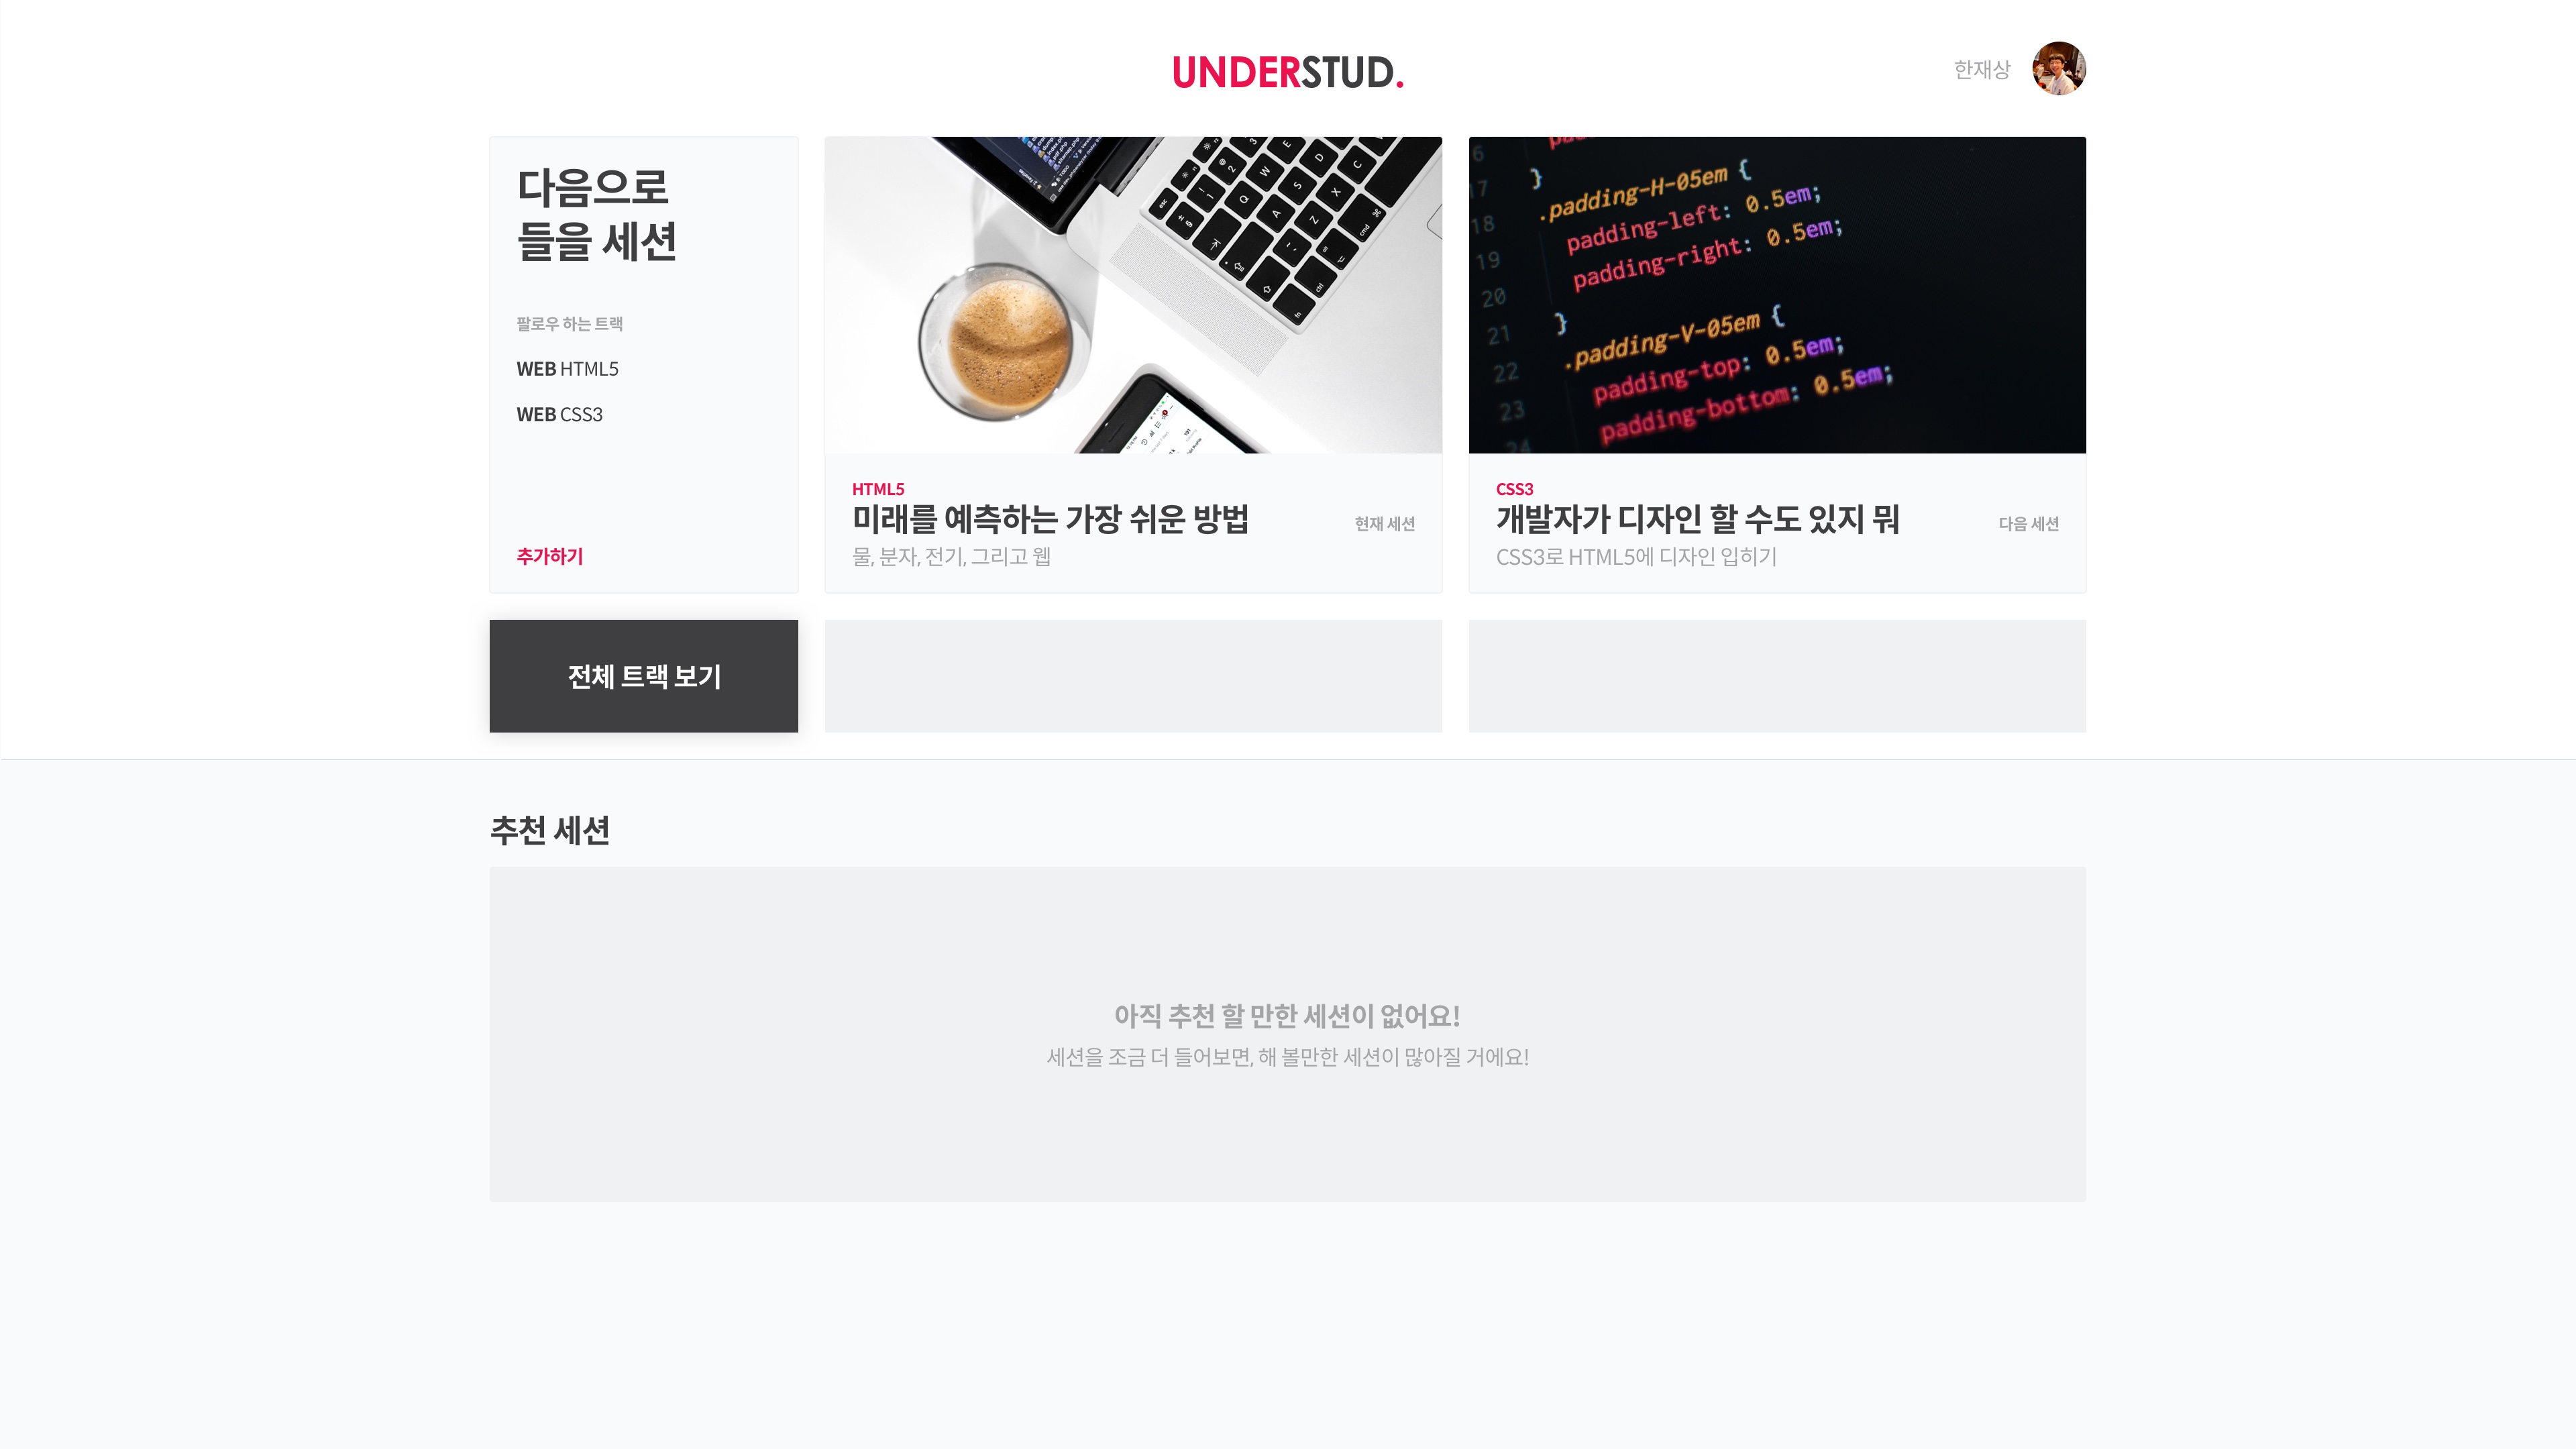 UNDERSTUD.
한재상
다음으로
들을 세션
팔로우 하는 트랙
WEB HTML5
WEB CSS3
추가하기
HTML5
미래를 예측하는 가장 쉬운 방법
현재 세션
물, 분자, 전기, 그리고 웹
6
17
}
18
.padding-H-05em {
19
padding-left: 0.5em;
20
padding-right: 0.5em;
21
}
22
.padding-V-05em {
23
padding-top: 0.5em;
24
padding-bottom: 0.5em;
CSS3
개발자가 디자인 할 수도 있지 뭐
다음 세션
CSS3로 HTML5에 디자인 입히기
전체 트랙 보기
추천 세션
아직 추천 할 만한 세션이 없어요!
세션을 조금 더 들어보면, 해 볼만한 세션이 많아질 거에요!